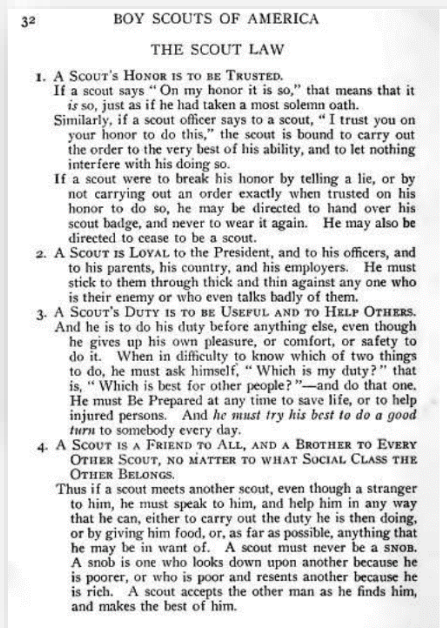 32 BOY SCOUTS OF AMERICA
THE SCOUT LAW
1. A SCOUT'S HONOR IS TO BE TRUSTED.
If a scout says "On my honor it is so," that means that it
is so, just as if he had taken a most solemn oath.
Similarly, if a scout officer says to a scout, "I trust you on
your honor to do this," the scout is bound to carry out
the order to the very best of his ability, and to let nothing
interfere with his doing so.
If a scout were to break his honor by telling a lie, or by
not carrying out an order exactly when trusted on his
honor to do so, he may be directed to hand over his
scout badge, and never to wear it again. He may also be
directed to cease to be a scout.
2. A SCOUT IS LOYAL to the President, and to his officers, and
to his parents, his country, and his employers. He must
stick to them through thick and thin against any one who
is their enemy or who even talks badly of them.
3. A SCOUT'S DUTY IS TO BE USEFUL AND TO HELP OTHERS.
And he is to do his duty before anything else, even though
he gives up his own pleasure, or comfort, or safety to
do it. When in difficulty to know which of two things
to do, he must ask himself, "Which is my duty?" that
is, "Which is best for other people?"—and do that one.
He must Be Prepared at any time to save life, or to help
injured persons. And he must try his best to do a good
turn to somebody every day.
4. A SCOUT IS A FRIEND TO ALL, AND A BROTHER TO EVERY
OTHER SCOUT, NO MATTER TO WHAT SOCIAL CLASS THE
OTHER BELONGS.
Thus if a scout meets another scout, even though a stranger
to him, he must speak to him, and help him in any way
that he can, either to carry out the duty he is then doing,
or by giving him food, or, as far as possible, anything that
he may be in want of. A scout must never be a SNOB.
A snob is one who looks down upon another because he
is poorer, or who is poor and resents another because he
is rich. A scout accepts the other man as he finds him,
and makes the best of him.